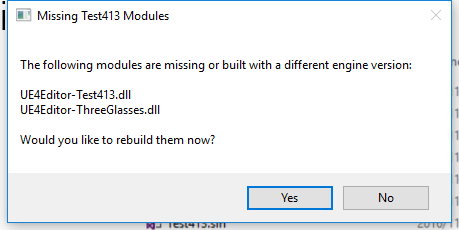 Missing Test413 Modules
The following modules are missing or built with a different engine version:
UE4Editor-Test413.dll
UE4Editor-ThreeGlasses.dll
Would you like to rebuild them now?
Yes
No
Test413.sln